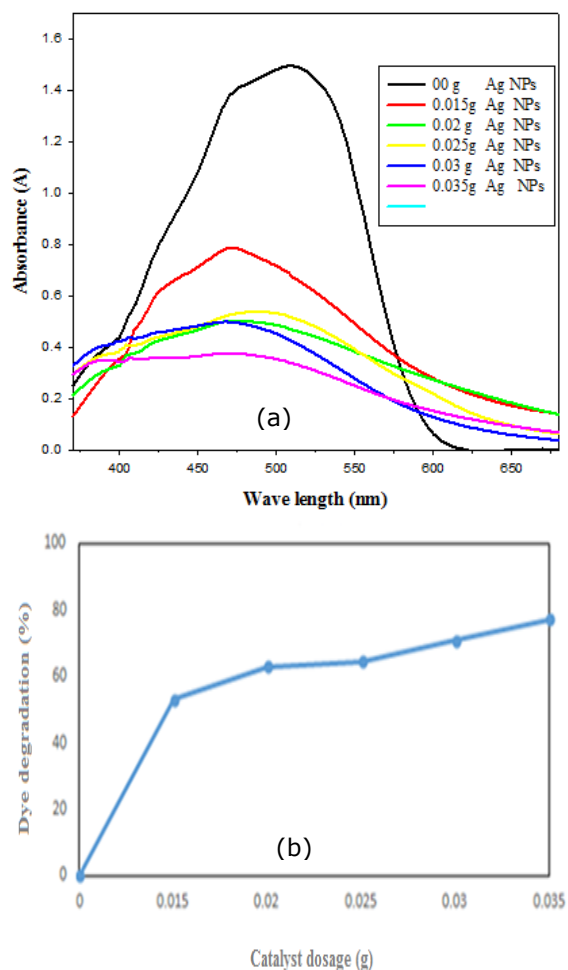 1.6
1.4
1.2
1.0
0.8
0.6
0.4
0.2
0.0
Absorbance (A)
00 g Ag NPs
0.015g Ag NPs
0.02 g Ag NPs
0.025g Ag NPs
0.03 g Ag NPs
0.035g Ag NPs
(a)
400 450 500 550 600 650
Wave length (nm)
100
80
60
40
20
0
Dye degradation (%)
(b)
0 0.015 0.02 0.025 0.03 0.035
Catalyst dosage (g)